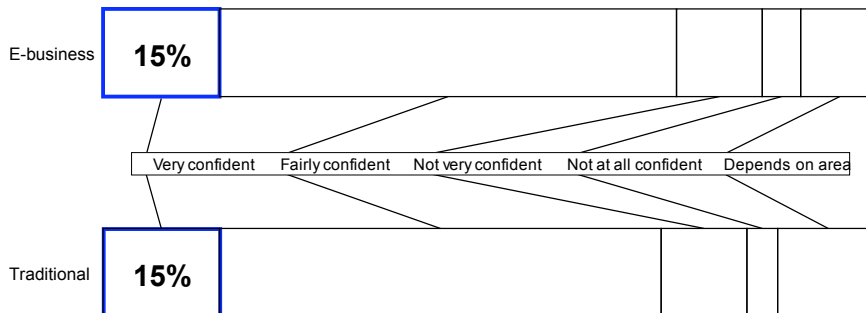 E-business
15%
Very confident Fairly confident Not very confident Not at all confident Depends on area
Traditional
15%